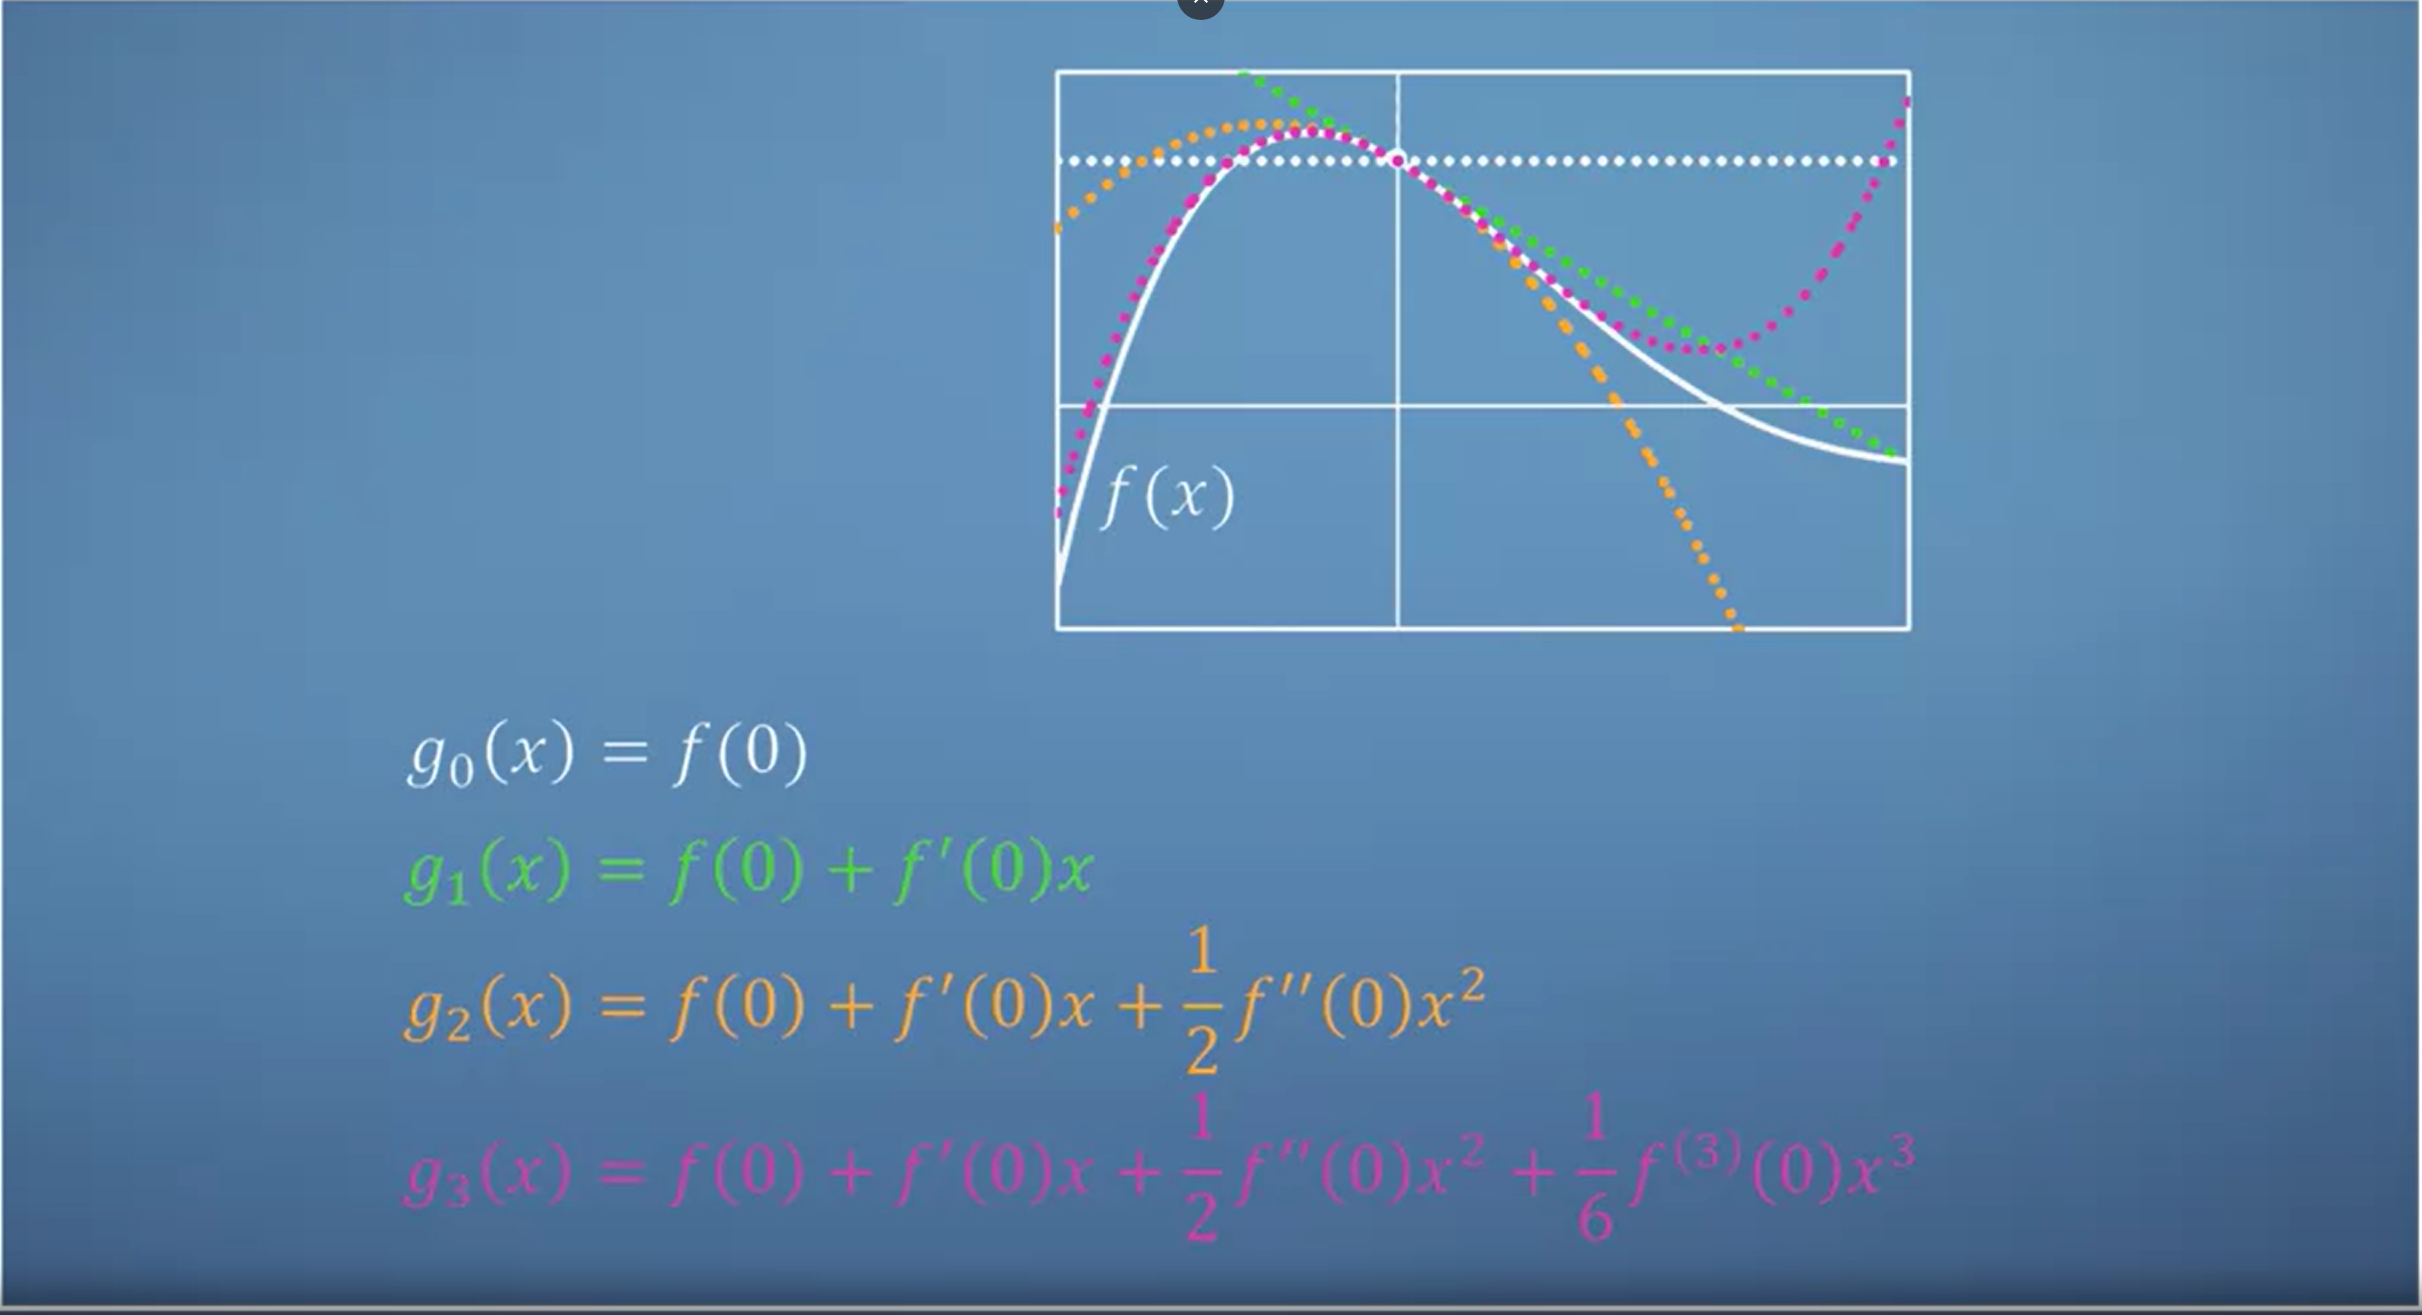 f(x)
g₀(x) = f(0)
g₁(x) = f(0) + f′(0)x
g₂(x) = f(0) + f′(0)x + 1/2 f″(0)x²
g₃(x) = f(0) + f′(0)x + 1/2 f″(0)x² + 1/6 f⁽³⁾(0)x³